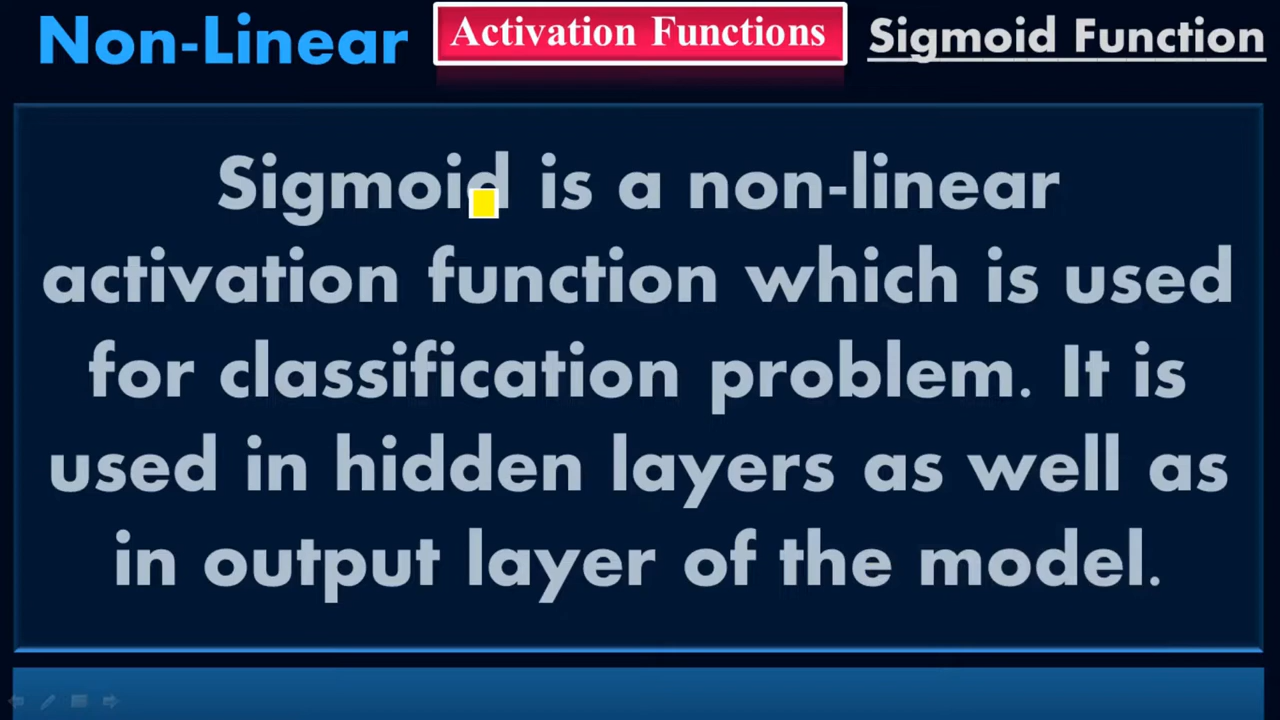 Non-Linear
Activation Functions
Sigmoid Function
Sigmoid is a non-linear
activation function which is used
for classification problem. It is
used in hidden layers as well as
in output layer of the model.